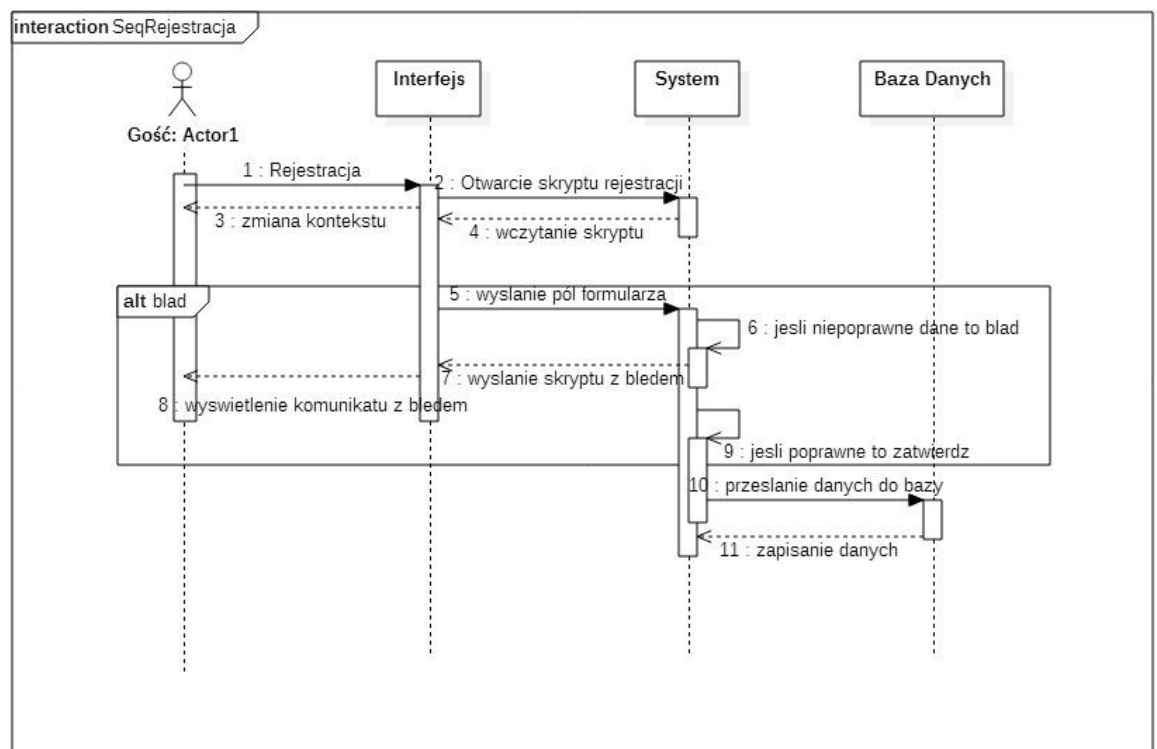 interaction SeqRejestracja
Interfejs
System
Baza Danych
Gość: Actor1
1 : Rejestracja
2 : Otwarcie skryptu rejestracji
3 : zmiana kontekstu
4 : wczytanie skryptu
alt blad
5 : wyslanie pól formularza
6 : jesli niepoprawne dane to blad
7 : wyslanie skryptu z bledem
8 : wyswietlenie komunikatu z bledem
9 : jesli poprawne to zatwierdz
10 : przeslanie danych do bazy
11 : zapisanie danych